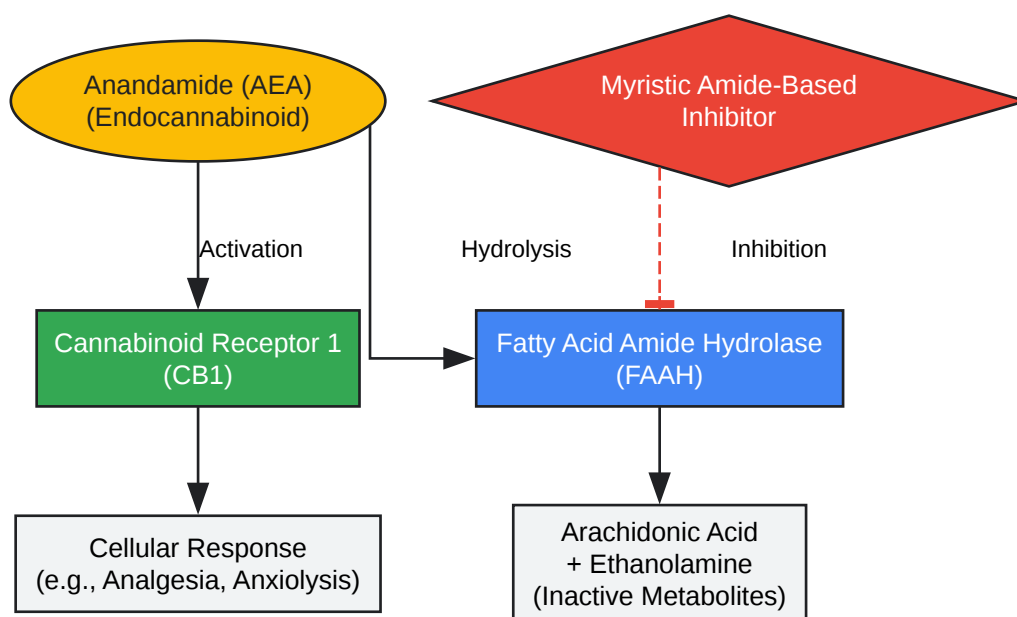 Anandamide (AEA)
(Endocannabinoid)
Myristic Amide-Based
Inhibitor
Activation
Hydrolysis
Inhibition
Cannabinoid Receptor 1
(CB1)
Fatty Acid Amide Hydrolase
(FAAH)
Cellular Response
(e.g., Analgesia, Anxiolysis)
Arachidonic Acid
+ Ethanolamine
(Inactive Metabolites)